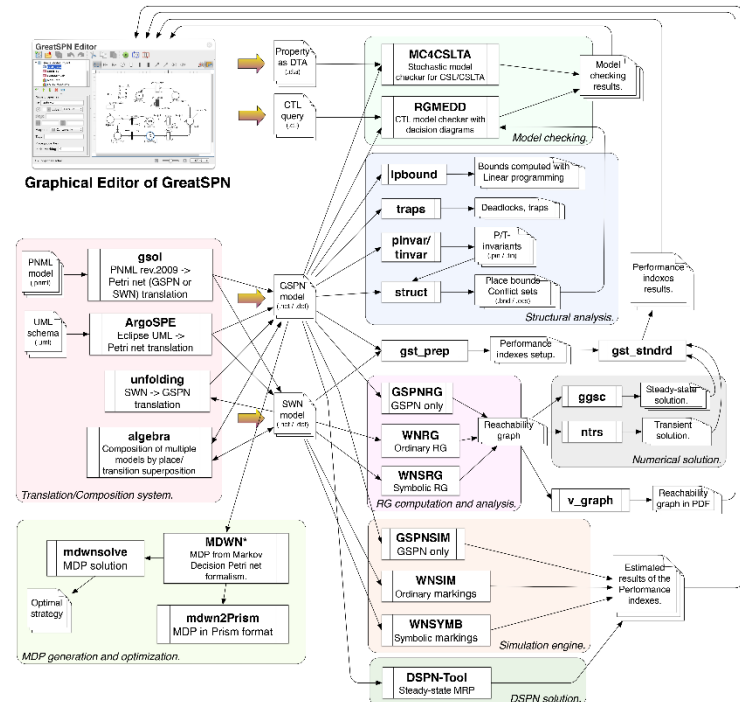 GreatSPN Editor
Graphical Editor of GreatSPN
Property
as DTA
CTL
query
MC4CSLTA
Stochastic model
checker for CSL/CSLTA
RGMEDD
CTL model checker with
decision diagrams
Model
checking
results.
Model checking.
lpbound
Bounds computed with
Linear programming
traps
Deadlocks, traps
pinvar/
tinvar
P/T-
invariants
(.pin / .tin)
struct
Place bounds
Conflict sets
Structural analysis.
PNML
model
UML
schema
gsol
PNML rev.2009 ->
Petri net (GSPN or
SWN) translation
ArgoSPE
Eclipse UML ->
Petri net translation
unfolding
SWN -> GSPN
translation
algebra
Composition of multiple
models by place/
transition superposition
Translation/Composition system.
GSPN
model
(.net / .def)
SWN
model
(.net / .def)
gst_prep
Performance
indexes setup.
gst_stndrd
Performance
indexes
results.
GSPNRG
GSPN only
WNRG
Ordinary RG
WNSRG
Symbolic RG
RG computation and analysis.
Reachability
graph
ggsc
Steady-state
solution.
ntrs
Transient
solution.
Numerical solution.
v_graph
Reachability
graph in PDF
mdwnsolve
MDP solution
MDWN*
MDP from Markov
Decision Petri net
formalism.
Optimal
strategy
mdwn2Prism
MDP in Prism format
MDP generation and optimization.
GSPNSIM
GSPN only
WNSIM
Ordinary markings
WNSYMB
Symbolic markings
Simulation engine.
Estimated
results of the
Performance
indexes.
DSPN-Tool
Steady-state MRP
DSPN solution.